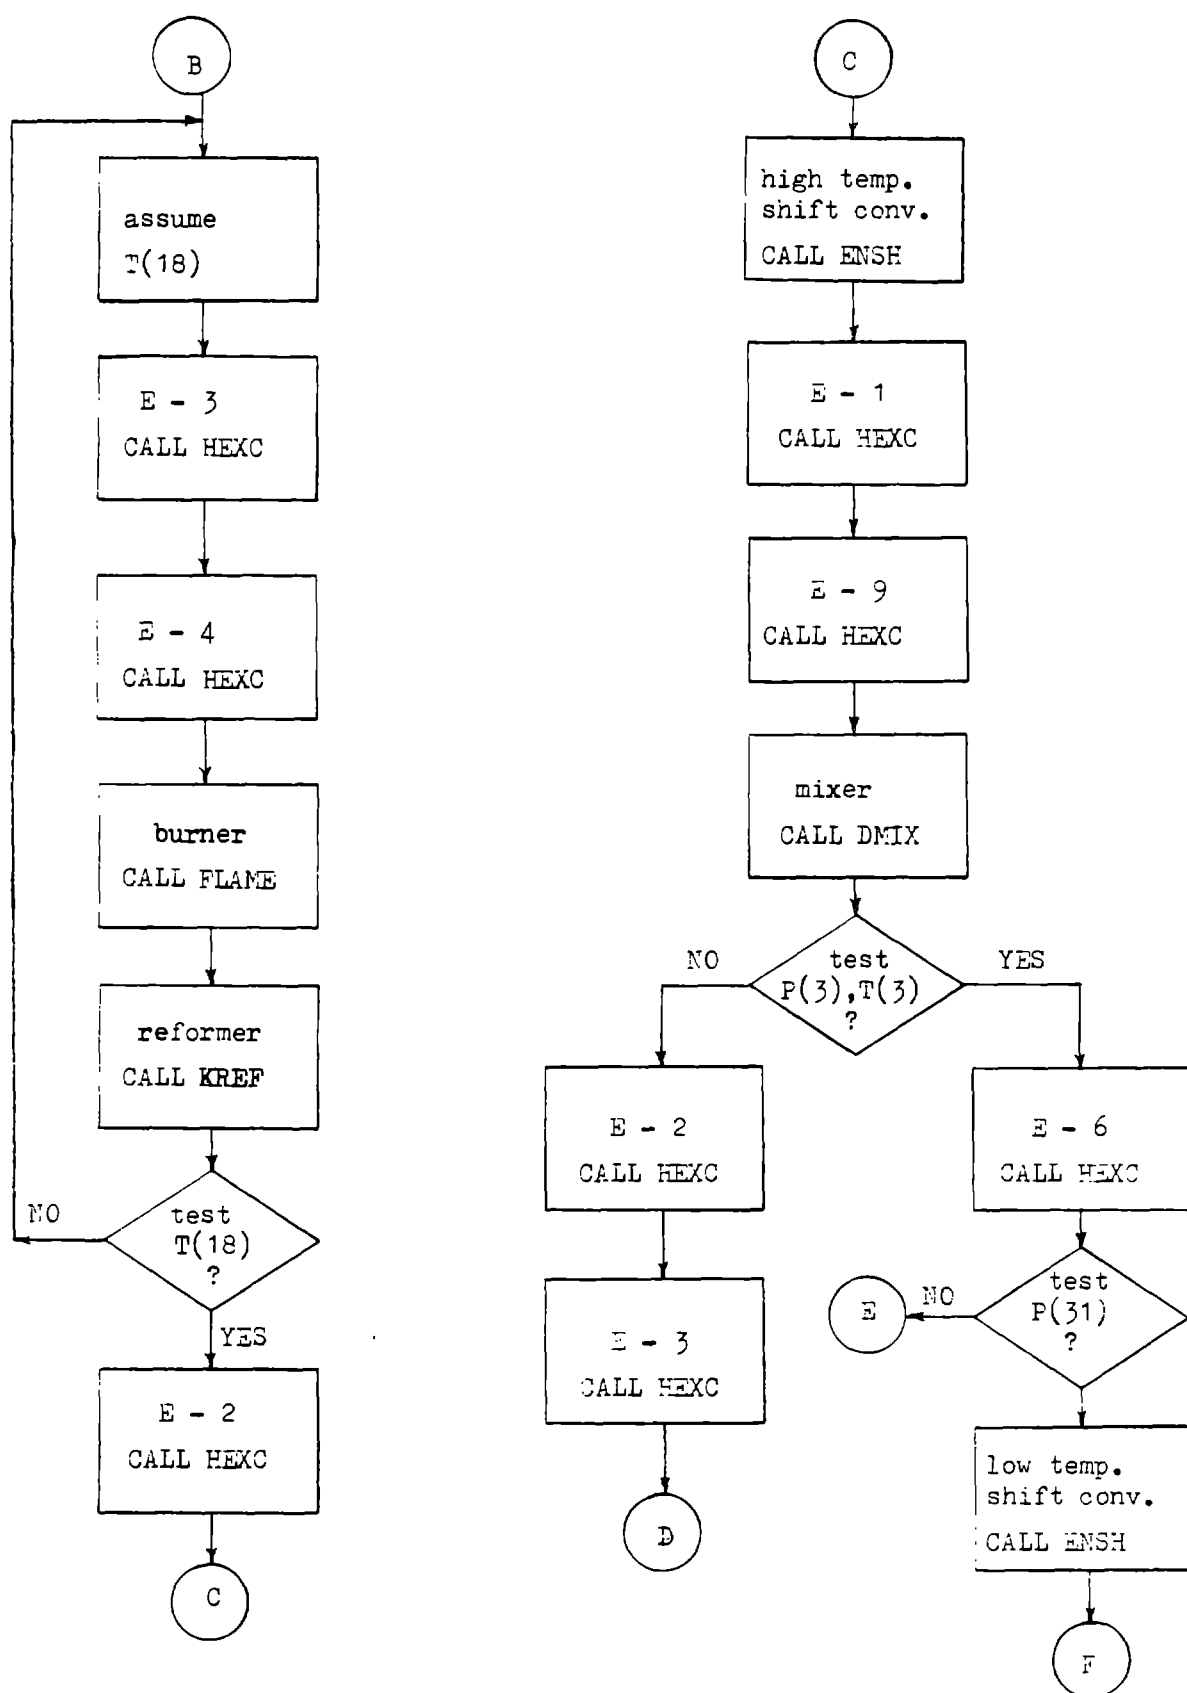 B
assume
T(18)
E - 3
CALL HEXC
E - 4
CALL HEXC
burner
CALL FLAME
reformer
CALL KREF
test
T(18)
?
NO
YES
E - 2
CALL HEXC
C
C
high temp.
shift conv.
CALL ENSH
E - 1
CALL HEXC
E - 9
CALL HEXC
mixer
CALL DMIX
test
P(3),T(3)
?
NO
YES
E - 2
CALL HEXC
E - 3
CALL HEXC
D
E - 6
CALL HEXC
test
P(31)
?
NO
E
low temp.
shift conv.
CALL ENSH
F